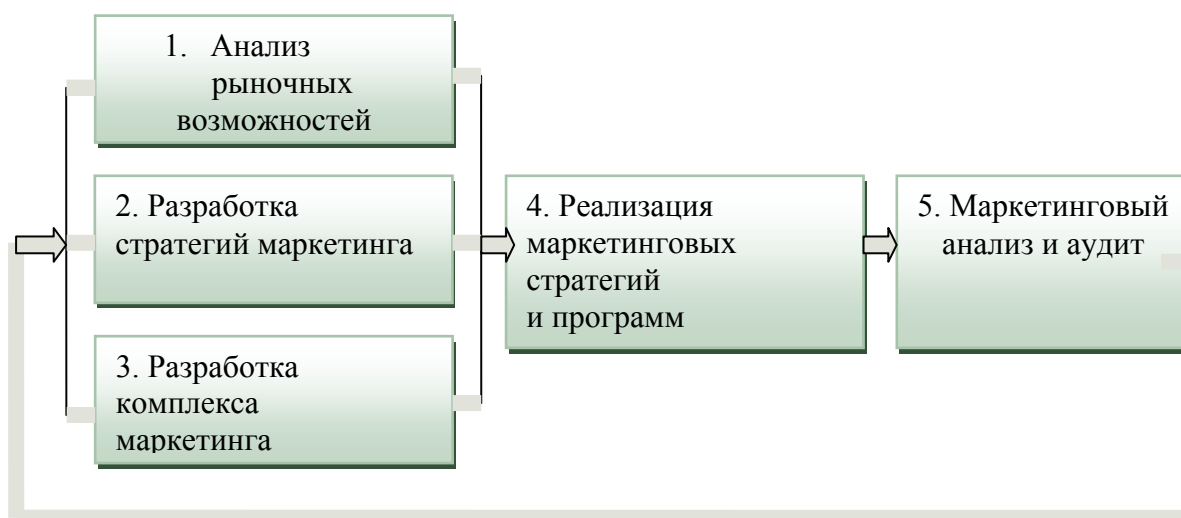 1. Анализ
рыночных
возможностей
2. Разработка
стратегий маркетинга
3. Разработка
комплекса
маркетинга
4. Реализация
маркетинговых
стратегий
и программ
5. Маркетинговый
анализ и аудит